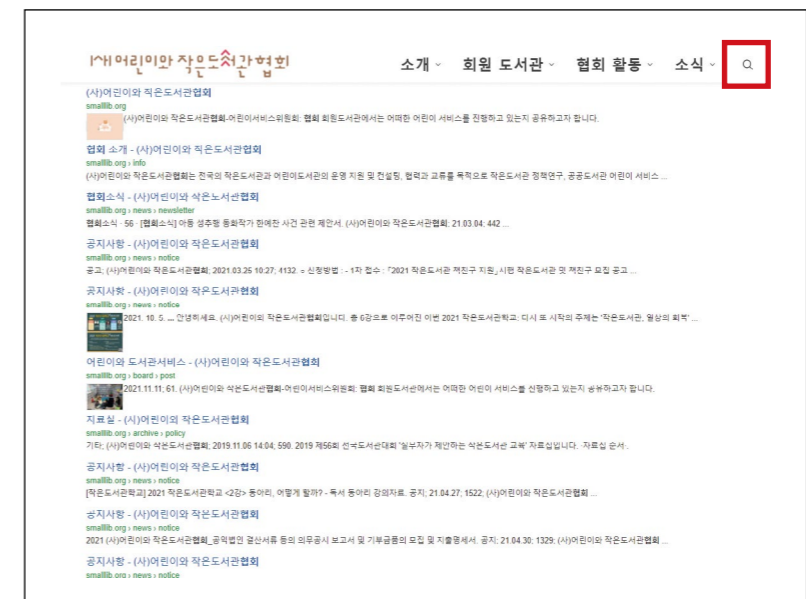 (사)어린이와 작은도서관협회
소개 회원 도서관 협회 활동 소식
(사)어린이와 작은도서관협회
smalllib.org
(사)어린이와 작은도서관협회-어린이서비스위원회: 협회 회원도서관에서는 어떠한 어린이 서비스를 진행하고 있는지 공유하고자 합니다.
협회 소개 - (사)어린이와 작은도서관협회
smalllib.org › info
(사)어린이와 작은도서관협회는 전국의 작은도서관과 어린이도서관의 운영 지원 및 컨설팅, 협력과 교류를 목적으로 작은도서관 정책연구, 공공도서관 어린이 서비스 ...
협회소식 - (사)어린이와 작은도서관협회
smalllib.org › news › newsletter
협회소식 · 56 · [협회소식] 아동 성추행 동화작가 한예찬 사건 관련 제안서. (사)어린이와 작은도서관협회; 21.03.04; 442 ...
공지사항 - (사)어린이와 작은도서관협회
smalllib.org › news › notice
공고; (사)어린이와 작은도서관협회; 2021.03.26 10:27; 4132. ○ 신청방법 : - 1차 접수 : 「2021 작은도서관 책친구 지원」시범 작은도서관 및 책친구 모집 공고 ...
공지사항 - (사)어린이와 작은도서관협회
smalllib.org › news › notice
2021. 10. 5. ... 안녕하세요. (사)어린이와 작은도서관협회입니다. 총 6강으로 이루어진 이번 2021 작은도서관학교: 다시 또 시작의 주제는 '작은도서관, 일상의 회복' ...
어린이와 도서관서비스 - (사)어린이와 작은도서관협회
smalllib.org › board › post
2021.11.11; 61. (사)어린이와 작은도서관협회-어린이서비스위원회: 협회 회원도서관에서는 어떠한 어린이 서비스를 진행하고 있는지 공유하고자 합니다.
자료실 - (사)어린이와 작은도서관협회
smalllib.org › archive › policy
기타; (사)어린이와 작은도서관협회; 2019.11.06 14:04; 590. 2019 제56회 전국도서관대회 '실무자가 제안하는 작은도서관 교육' 자료집입니다. ·자료집 순서 .
공지사항 - (사)어린이와 작은도서관협회
smalllib.org › news › notice
[작은도서관학교] 2021 작은도서관학교 <2강> 동아리, 어떻게 할까? - 독서 동아리 강의자료. 공지; 21.04.27; 1522; (사)어린이와 작은도서관협회 ...
공지사항 - (사)어린이와 작은도서관협회
smalllib.org › news › notice
2021 (사)어린이와 작은도서관협회_공익법인 결산서류 등의 의무공시 보고서 및 기부금품의 모집 및 지출명세서. 공지; 21.04.30; 1329; (사)어린이와 작은도서관협회 ...
공지사항 - (사)어린이와 작은도서관협회
smalllib.org › news › notice